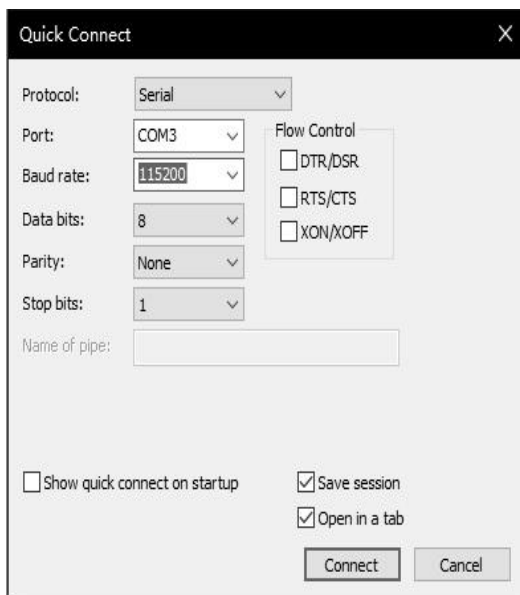 Quick Connect
Protocol: Serial
Port: COM3
Flow Control
DTR/DSR
Baud rate: 115200
RTS/CTS
Data bits: 8
XON/XOFF
Parity: None
Stop bits: 1
Name of pipe:
Show quick connect on startup
Save session
Open in a tab
Connect
Cancel